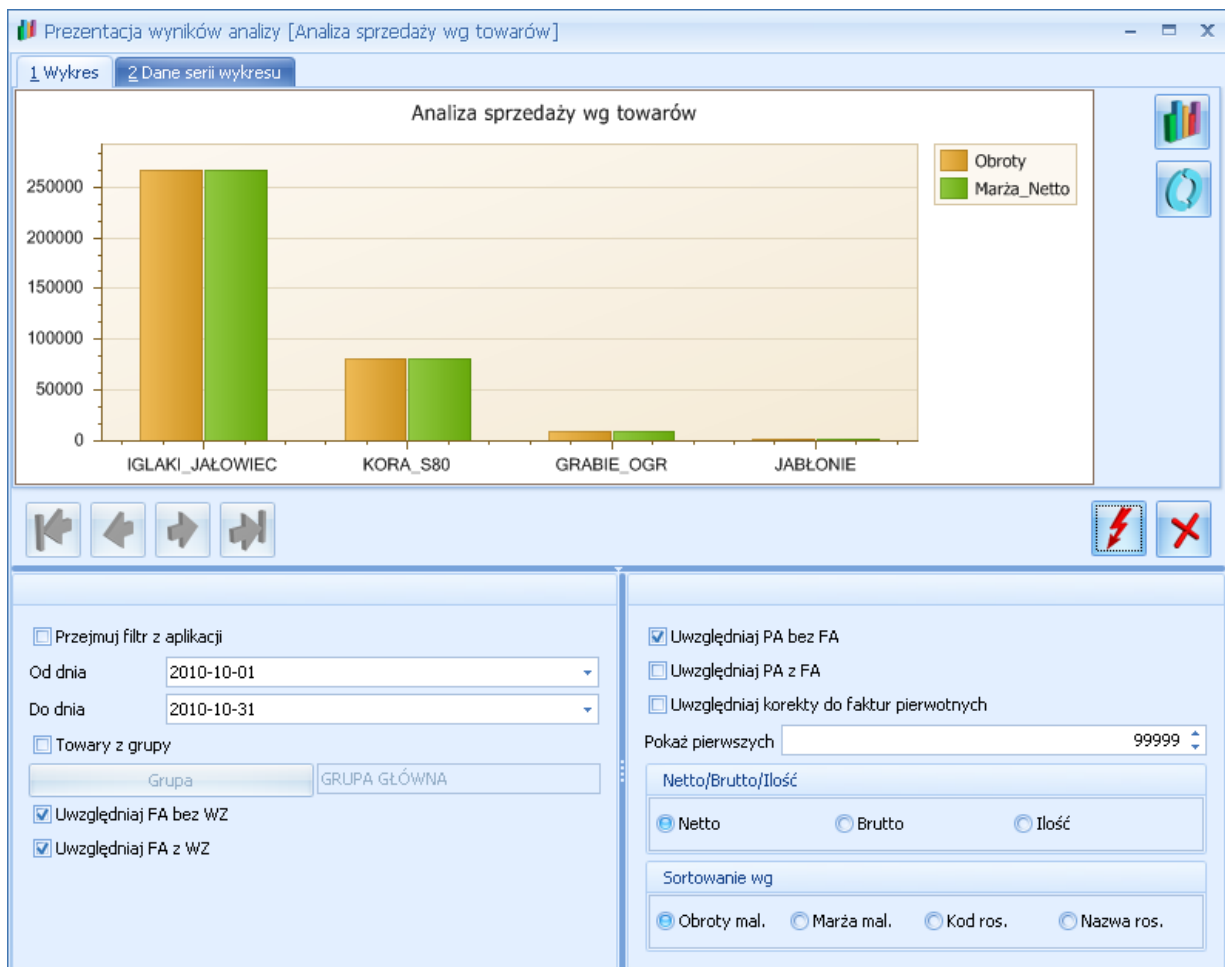 Prezentacja wyników analizy [Analiza sprzedaży wg towarów]
1 Wykres
2 Dane serii wykresu
Analiza sprzedaży wg towarów
Obroty
Marża_Netto
250000
200000
150000
100000
50000
0
IGLAKI_JAŁOWIEC KORA_S80 GRABIE_OGR JABŁONIE
Przejmuj filtr z aplikacji
Od dnia 2010-10-01
Do dnia 2010-10-31
Towary z grupy
Grupa GRUPA GŁÓWNA
Uwzględniaj FA bez WZ
Uwzględniaj FA z WZ
Uwzględniaj PA bez FA
Uwzględniaj PA z FA
Uwzględniaj korekty do faktur pierwotnych
Pokaż pierwszych 99999
Netto/Brutto/Ilość
Netto Brutto Ilość
Sortowanie wg
Obroty mal. Marża mal. Kod ros. Nazwa ros.